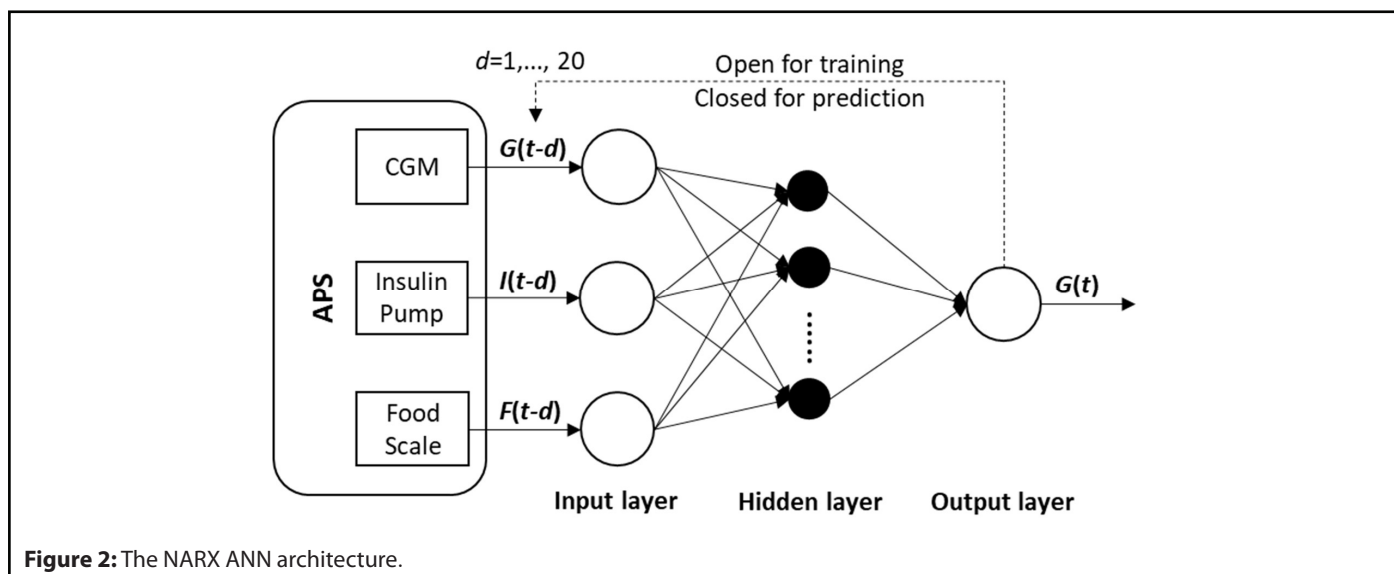 d=1,..., 20
Open for training
Closed for prediction
APS
CGM
G(t-d)
Insulin
Pump
I(t-d)
G(t)
Food
Scale
F(t-d)
Input layer
Hidden layer
Output layer
Figure 2: The NARX ANN architecture.